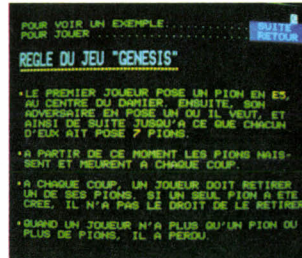 POUR VOIR UN EXEMPLE: SUITE
POUR JOUER RETOUR
REGLE DU JEU "GENESIS"
•LE PREMIER JOUEUR POSE UN PION EN E5,
AU CENTRE DU DAMIER. ENSUITE, SON
ADVERSAIRE EN POSE UN OU IL VEUT, ET
AINSI DE SUITE JUSQU'A CE QUE CHACUN
D'EUX AIT POSE 7 PIONS.
•A PARTIR DE CE MOMENT LES PIONS NAIS-
SENT ET MEURENT A CHAQUE COUP.
•A CHAQUE COUP, UN JOUEUR DOIT RETIRER
UN DE SES PIONS. SI UN SEUL PION A ETE
CREE, IL N'A PAS LE DROIT DE LE RETIRER
•QUAND UN JOUEUR N'A PLUS QU'UN PION OU
PLUS DE PIONS, IL A PERDU.